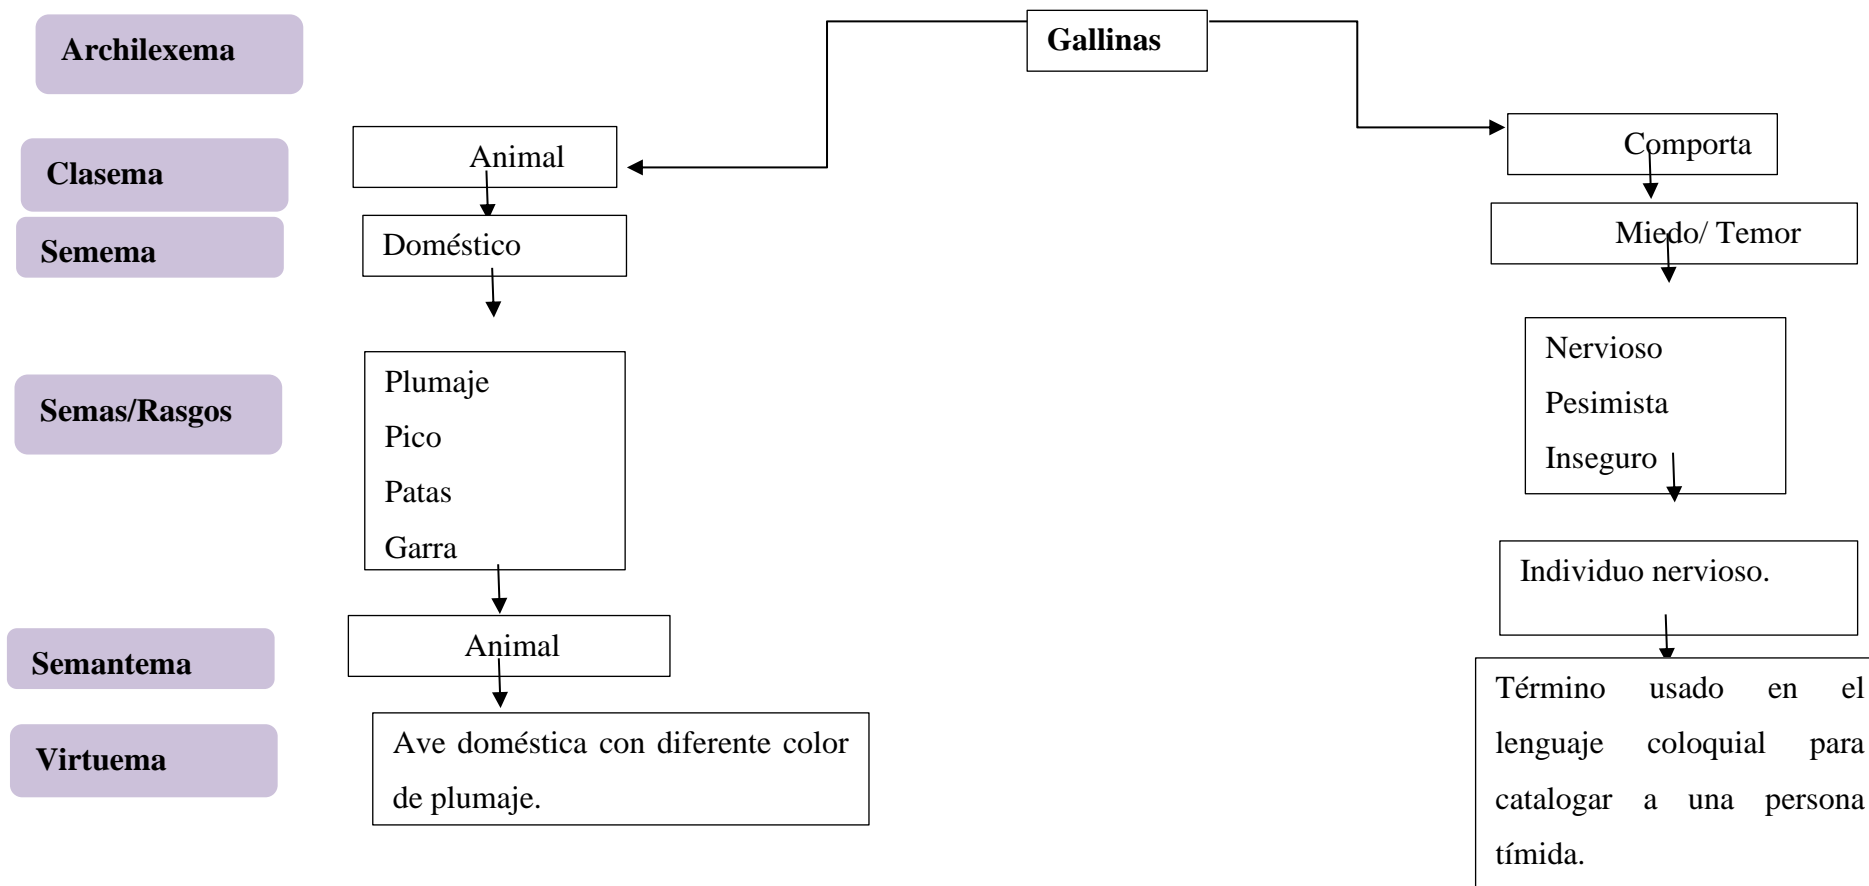 Archilexema
Gallinas
Clasema
Animal
Comporta
Semema
Doméstico
Miedo/ Temor
Semas/Rasgos
Plumaje
Pico
Patas
Garra
Nervioso
Pesimista
Inseguro
Individuo nervioso.
Semantema
Animal
Virtuema
Ave doméstica con diferente color
de plumaje.
Término usado en el
lenguaje coloquial para
catalogar a una persona
tímida.